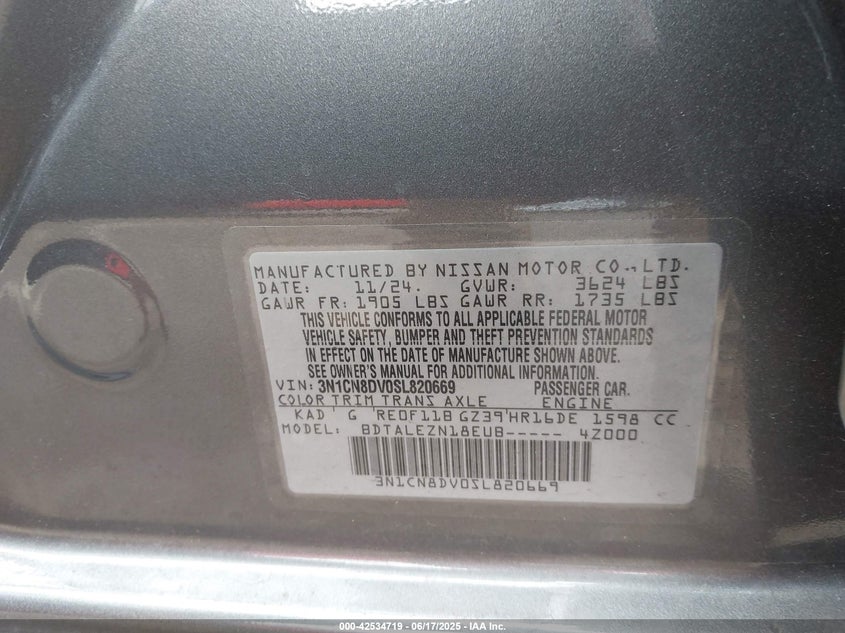 MANUFACTURED BY NISSAN MOTOR CO.,LTD.
DATE: 11/24. GVWR: 3624 LBS
GAWR FR: 1905 LBS GAWR RR: 1735 LBS
THIS VEHICLE CONFORMS TO ALL APPLICABLE FEDERAL MOTOR
VEHICLE SAFETY, BUMPER AND THEFT PREVENTION STANDARDS
IN EFFECT ON THE DATE OF MANUFACTURE SHOWN ABOVE.
SEE OWNER'S MANUAL FOR ADDITIONAL INFORMATION.
VIN: 3N1CN8DV0SL820669 PASSENGER CAR.
COLOR TRIM TRANS AXLE ENGINE
KAD G RE0F11B GZ39 HR16DE 1598 CC
MODEL: BDTALEZN18EUB----- 4Z000
3N1CN8DV0SL820669
000-42534719 - 06/17/2025 - IAA Inc.